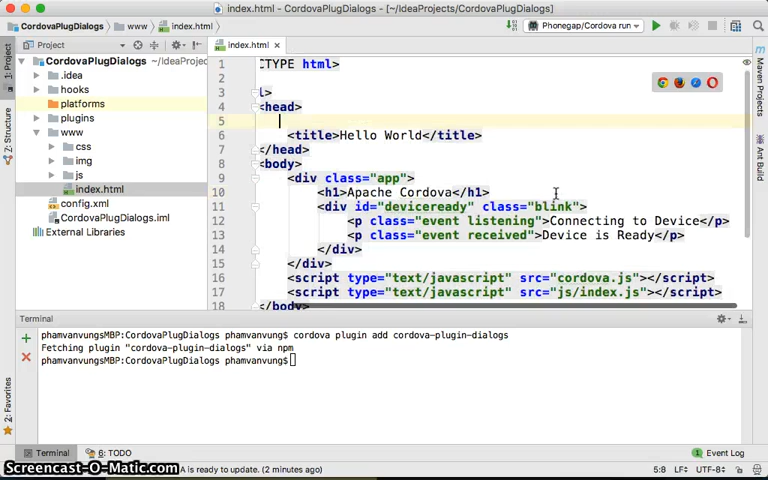 index.html - CordovaPlugDialogs - [~/IdeaProjects/CordovaPlugDialogs]
CordovaPlugDialogs www index.html Phonegap/Cordova run
Project index.html
1: Project
CordovaPlugDialogs ~/IdeaProjec
.idea
hooks
platforms
plugins
www
css
img
js
index.html
config.xml
CordovaPlugDialogs.iml
External Libraries
7: Structure
2: Favorites
Maven Projects
Ant Build
1 CTYPE html>
2
3 l>
4 <head>
5
6 <title>Hello World</title>
7 </head>
8 <body>
9 <div class="app">
10 <h1>Apache Cordova</h1>
11 <div id="deviceready" class="blink">
12 <p class="event listening">Connecting to Device</p>
13 <p class="event received">Device is Ready</p>
14 </div>
15 </div>
16 <script type="text/javascript" src="cordova.js"></script>
17 <script type="text/javascript" src="js/index.js"></script>
18 </body>
Terminal
phamvanvungsMBP:CordovaPlugDialogs phamvanvung$ cordova plugin add cordova-plugin-dialogs
Fetching plugin "cordova-plugin-dialogs" via npm
phamvanvungsMBP:CordovaPlugDialogs phamvanvung$
Terminal 6: TODO Event Log
Screencast-O-Matic.com
A is ready to update. (2 minutes ago) 5:8 LF÷ UTF-8÷